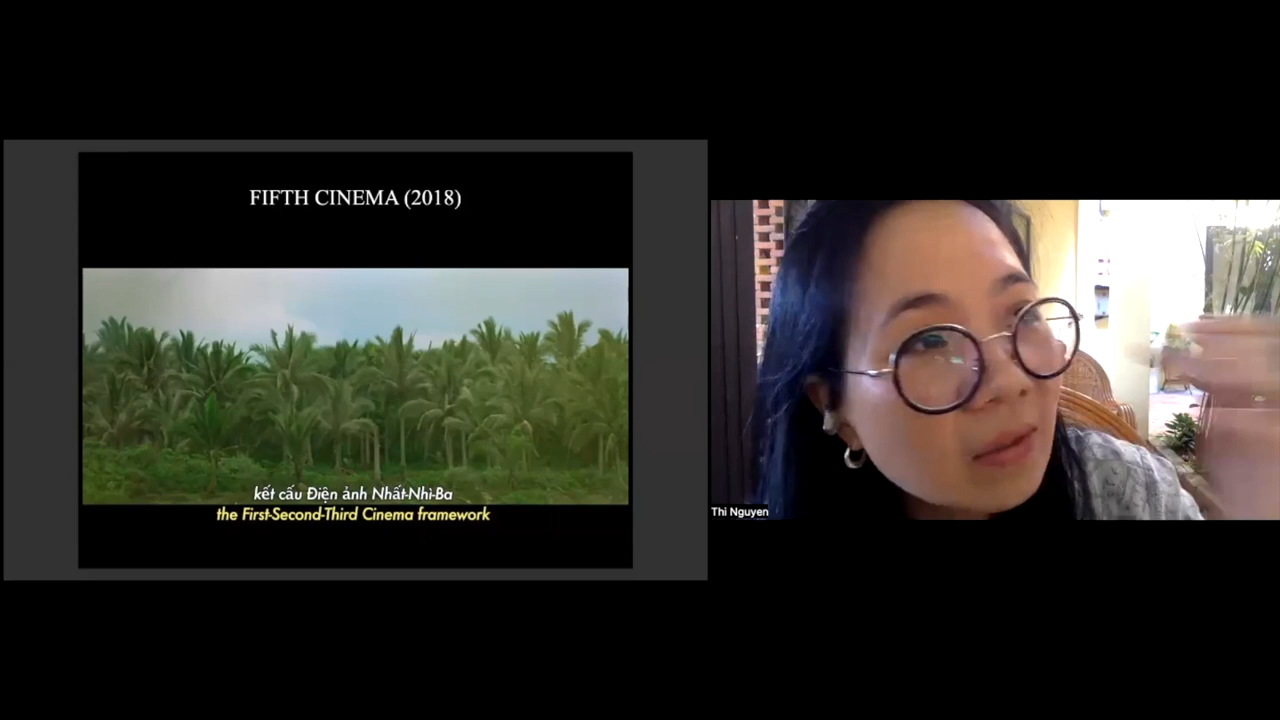 FIFTH CINEMA (2018)
kết cấu Điện ảnh Nhất-Nhì-Ba
the First-Second-Third Cinema framework
Thi Nguyen